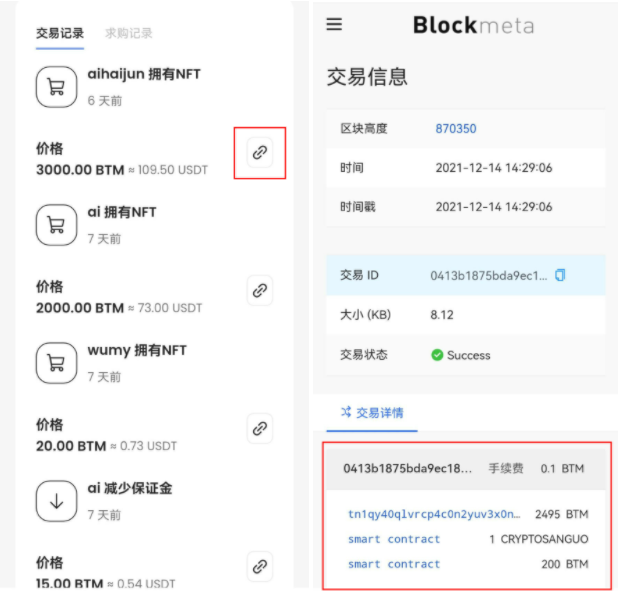 交易记录 求购记录
aihaijun 拥有NFT
6 天前
价格
3000.00 BTM ≈ 109.50 USDT
ai 拥有NFT
7 天前
价格
2000.00 BTM ≈ 73.00 USDT
wumy 拥有NFT
7 天前
价格
20.00 BTM ≈ 0.73 USDT
ai 减少保证金
7 天前
价格
15.00 BTM ≈ 0.54 USDT
Blockmeta
交易信息
区块高度 870350
时间 2021-12-14 14:29:06
时间戳 2021-12-14 14:29:06
交易 ID 0413b1875bda9ec1...
大小 (KB) 8.12
交易状态 Success
交易详情
0413b1875bda9ec18... 手续费 0.1 BTM
tn1qy40qlvrcp4c0n2yuv3x0n... 2495 BTM
smart contract 1 CRYPTOSANGUO
smart contract 200 BTM